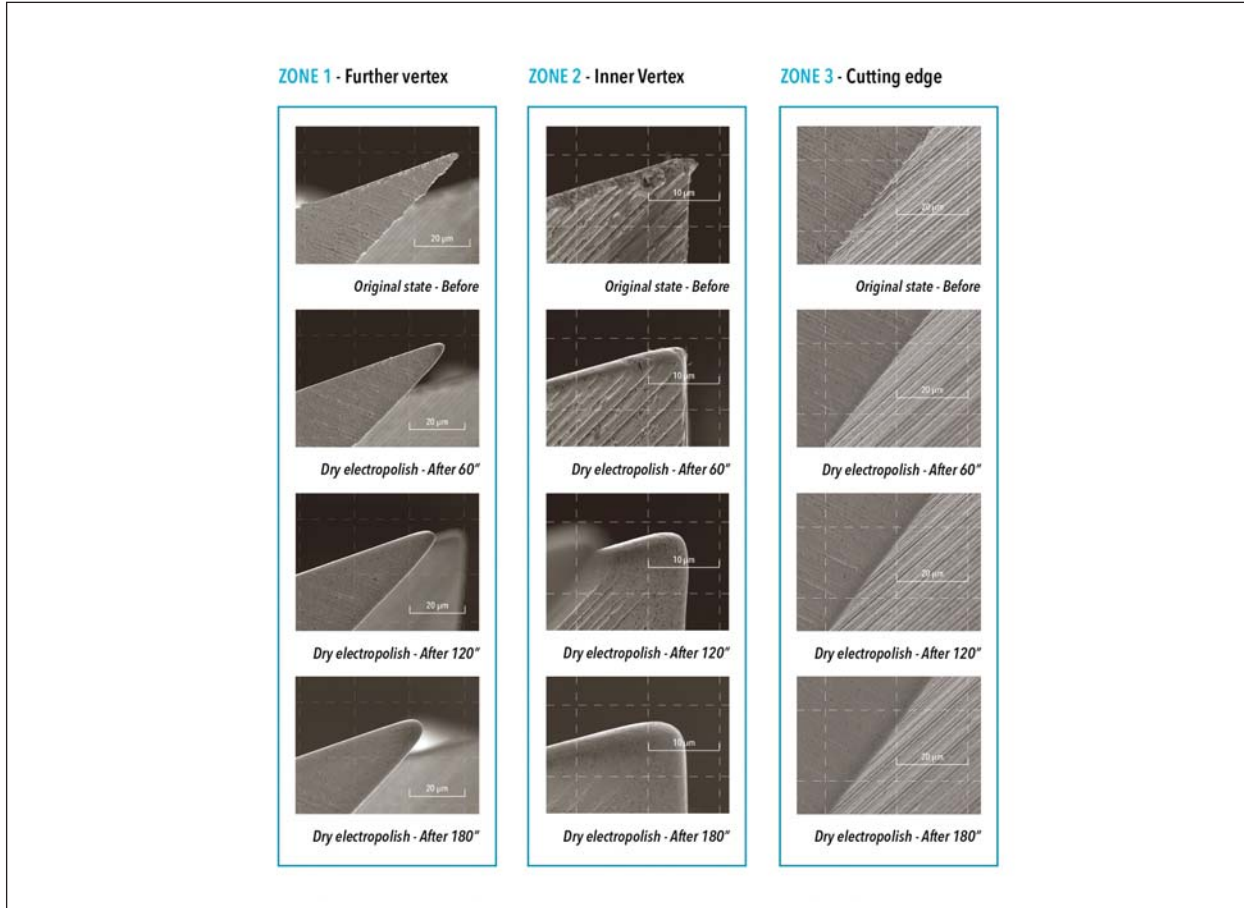 ZONE 1 - Further vertex
20 µm
Original state - Before
20 µm
Dry electropolish - After 60"
20 µm
Dry electropolish - After 120"
20 µm
Dry electropolish - After 180"
ZONE 2 - Inner Vertex
10 µm
Original state - Before
10 µm
Dry electropolish - After 60"
10 µm
Dry electropolish - After 120"
10 µm
Dry electropolish - After 180"
ZONE 3 - Cutting edge
20 µm
Original state - Before
20 µm
Dry electropolish - After 60"
20 µm
Dry electropolish - After 120"
20 µm
Dry electropolish - After 180"